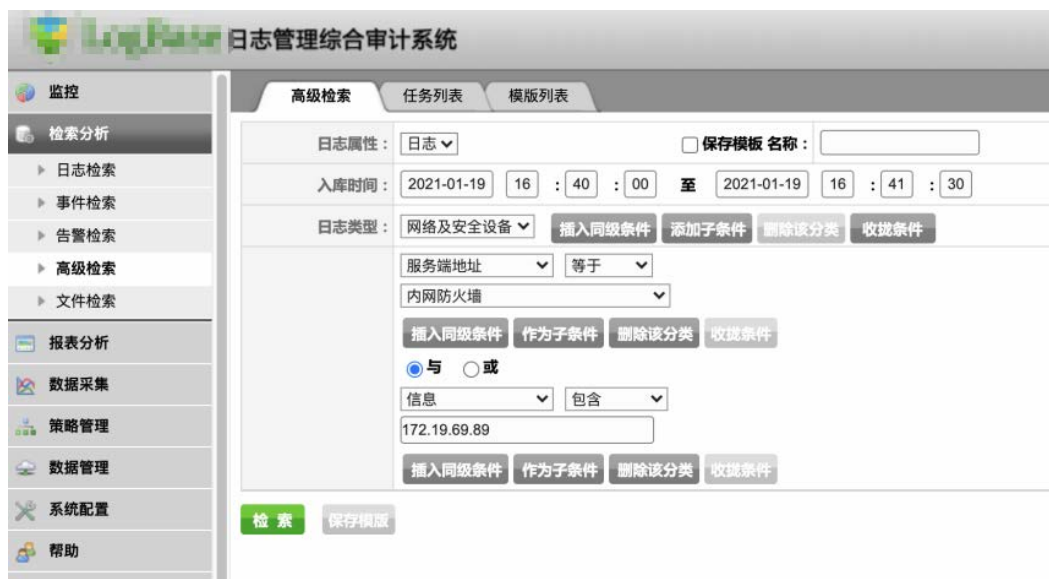 日志管理综合审计系统
监控
检索分析
日志检索
事件检索
告警检索
高级检索
文件检索
报表分析
数据采集
策略管理
数据管理
系统配置
帮助
高级检索 任务列表 模版列表
日志属性： 日志 保存模板 名称：
入库时间： 2021-01-19 16 : 40 : 00 至 2021-01-19 16 : 41 : 30
日志类型： 网络及安全设备 插入同级条件 添加子条件 删除该分类 收拢条件
服务端地址 等于
内网防火墙
插入同级条件 作为子条件 删除该分类 收拢条件
与 或
信息 包含
172.19.69.89
插入同级条件 作为子条件 删除该分类 收拢条件
检 索 保存模版